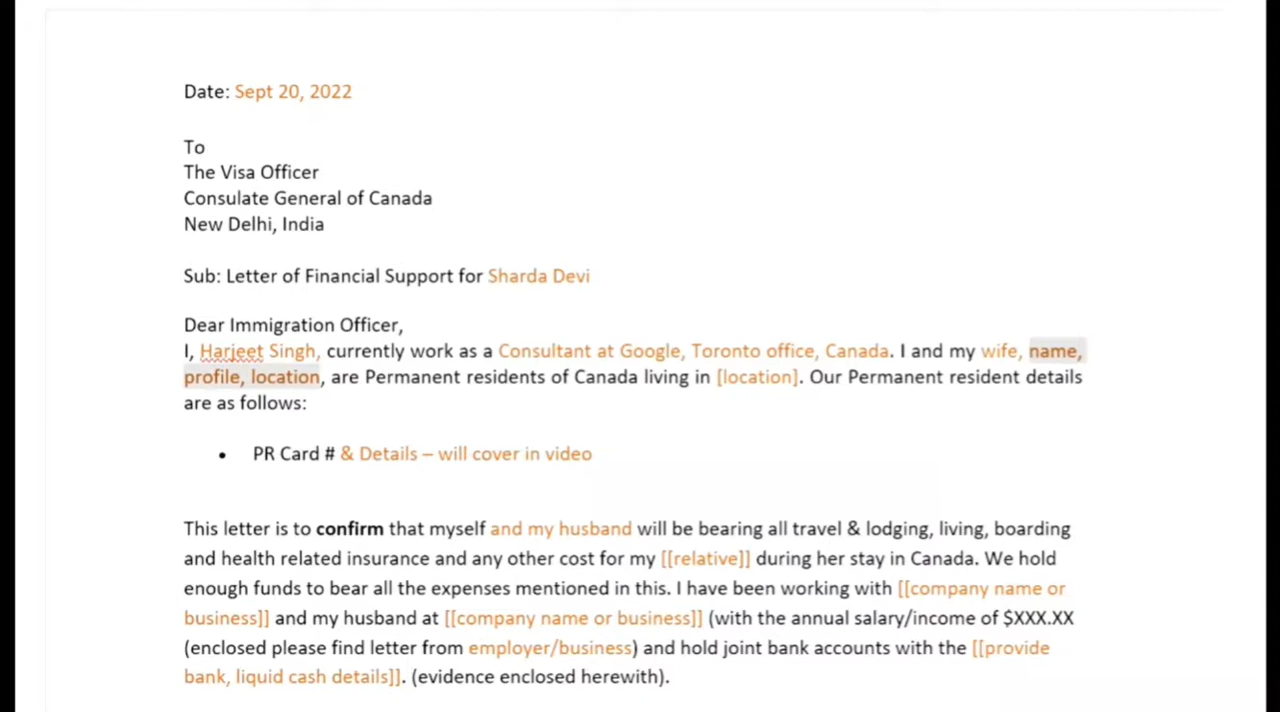 Date: Sept 20, 2022
To
The Visa Officer
Consulate General of Canada
New Delhi, India
Sub: Letter of Financial Support for Sharda Devi
Dear Immigration Officer,
I, Harjeet Singh, currently work as a Consultant at Google, Toronto office, Canada. I and my wife, name,
profile, location, are Permanent residents of Canada living in [location]. Our Permanent resident details
are as follows:
• PR Card # & Details – will cover in video
This letter is to confirm that myself and my husband will be bearing all travel & lodging, living, boarding
and health related insurance and any other cost for my [[relative]] during her stay in Canada. We hold
enough funds to bear all the expenses mentioned in this. I have been working with [[company name or
business]] and my husband at [[company name or business]] (with the annual salary/income of $XXX.XX
(enclosed please find letter from employer/business) and hold joint bank accounts with the [[provide
bank, liquid cash details]]. (evidence enclosed herewith).